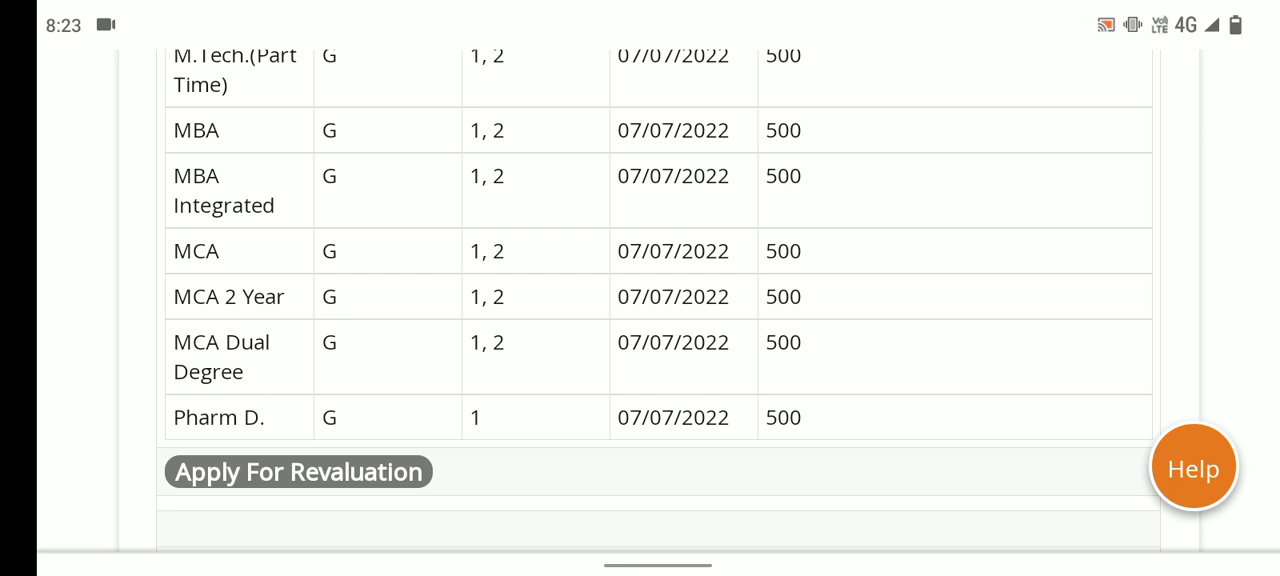 8:23
Vo) LTE 4G
M.Tech.(Part Time) G 1, 2 07/07/2022 500
MBA G 1, 2 07/07/2022 500
MBA Integrated G 1, 2 07/07/2022 500
MCA G 1, 2 07/07/2022 500
MCA 2 Year G 1, 2 07/07/2022 500
MCA Dual Degree G 1, 2 07/07/2022 500
Pharm D. G 1 07/07/2022 500
Apply For Revaluation
Help